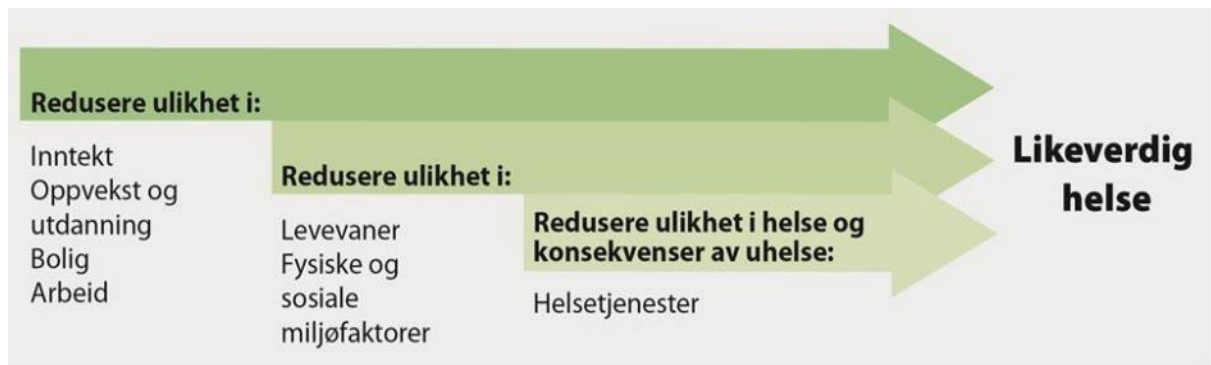 Redusere ulikhet i:
Inntekt
Oppvekst og
utdanning
Bolig
Arbeid
Redusere ulikhet i:
Levevaner
Fysiske og
sosiale
miljøfaktorer
Redusere ulikhet i helse og
konsekvenser av uhelse:
Helsetjenester
Likeverdig
helse